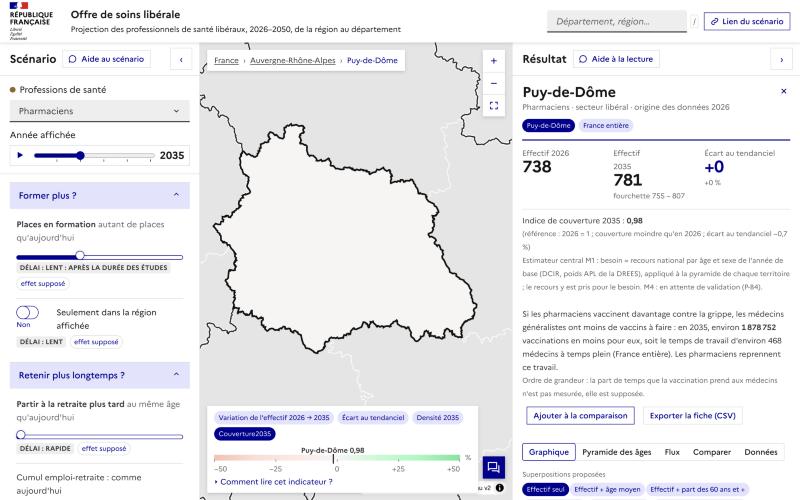 RÉPUBLIQUE
FRANÇAISE
Liberté
Égalité
Fraternité
Offre de soins libérale
Projection des professionnels de santé libéraux, 2026–2050, de la région au département
Département, région…
/
Lien du scénario
Scénario
Aide au scénario
‹
Professions de santé
Pharmaciens
Année affichée
2035
Former plus ?
Places en formation autant de places
qu'aujourd'hui
DÉLAI : LENT : APRÈS LA DURÉE DES ÉTUDES
effet supposé
Non
Seulement dans la région
affichée
DÉLAI : LENT
effet supposé
Retenir plus longtemps ?
Partir à la retraite plus tard au même âge
qu'aujourd'hui
DÉLAI : RAPIDE
effet supposé
Cumul emploi-retraite : comme
aujourd'hui
France › Auvergne-Rhône-Alpes › Puy-de-Dôme
+
−
Variation de l'effectif 2026 → 2035
Écart au tendanciel
Densité 2035
Couverture2035
Puy-de-Dôme 0,98
−50
−25
0
+25
+50
%
Comment lire cet indicateur ?
v2
Résultat
Aide à la lecture
›
Puy-de-Dôme
×
Pharmaciens · secteur libéral · origine des données 2026
Puy-de-Dôme
France entière
Effectif 2026
738
Effectif
2035
781
fourchette 755 – 807
Écart au tendanciel
+0
+0 %
Indice de couverture 2035 : 0,98
(référence : 2026 = 1 ; couverture moindre qu'en 2026 ; écart au tendanciel −0,7
%)
Estimateur central M1 : besoin = recours national par âge et sexe de l'année de
base (DCIR, poids APL de la DREES), appliqué à la pyramide de chaque territoire
; le recours y est pris pour le besoin. M4 : en attente de validation (P-84).
Si les pharmaciens vaccinent davantage contre la grippe, les médecins
généralistes ont moins de vaccins à faire : en 2035, environ 1 878 752
vaccinations en moins pour eux, soit le temps de travail d'environ 468
médecins à temps plein (France entière). Les pharmaciens reprennent
ce travail.
Ordre de grandeur : la part de temps que la vaccination prend aux médecins
n'est pas mesurée, elle est supposée.
Ajouter à la comparaison
Exporter la fiche (CSV)
Graphique
Pyramide des âges
Flux
Comparer
Données
Superpositions proposées
Effectif seul
Effectif + âge moyen
Effectif + part des 60 ans et +